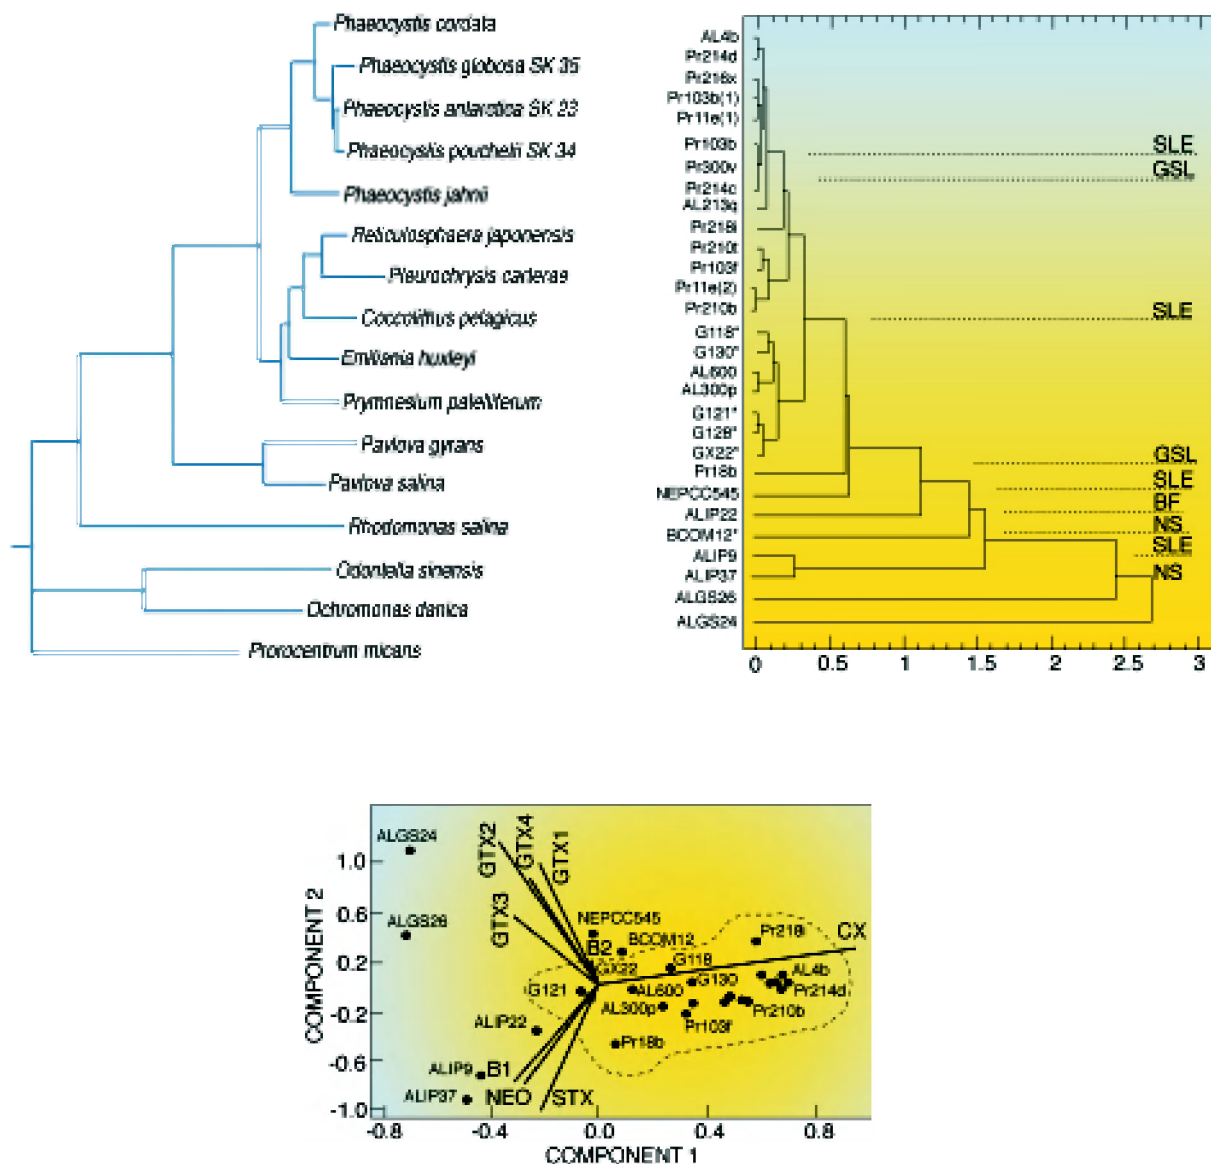 Phaeocystis cordata
Phaeocystis globosa SK 35
Phaeocystis antarctica SK 23
Phaeocystis pouchetii SK 34
Phaeocystis jahnii
Reticulosphaera japonensis
Pleurochrysis carterae
Coccolithus pelagicus
Emiliania huxleyi
Prymnesium patelliferum
Pavlova gyrans
Pavlova salina
Rhodomonas salina
Odontella sinensis
Ochromonas danica
Prorocentrum micans
AL4b
Pr214d
Pr216x
Pr103b(1)
Pr11e(1)
Pr103b
SLE
Pr300v
GSL
Pr214c
AL213q
Pr218i
Pr210t
Pr103f
Pr11e(2)
Pr210b
SLE
G118*
G130*
AL600
AL300p
G121*
G128*
GX22*
GSL
Pr18b
SLE
NEPCC545
BF
ALIP22
NS
BCOM12*
SLE
ALIP9
ALIP37
NS
ALGS26
ALGS24
0 0.5 1 1.5 2 2.5 3
COMPONENT 2
1.0
0.6
0.2
-0.2
-0.6
-1.0
ALGS24
GTX2
GTX4
GTX1
GTX3
ALGS26
NEPCC545
B2
BCOM12
Pr218i
CX
GX22
G118
G121
AL600
G130
AL4b
Pr214d
AL300p
Pr210b
ALIP22
Pr103f
Pr18b
ALIP9
B1
ALIP37
NEO
STX
-0.8 -0.4 0.0 0.4 0.8
COMPONENT 1